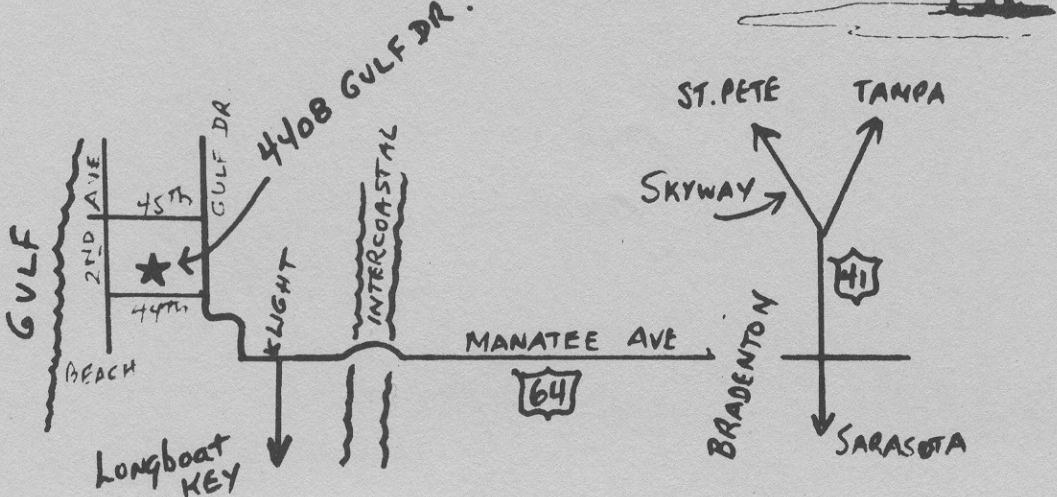 4408 GULF DR.
ST. PETE
TAMPA
SKYWAY
41
GULF
2ND AVE
45TH
GULF DR
44TH
BEACH
LIGHT
INTERCOASTAL
MANATEE AVE
64
BRADENTON
Longboat
KEY
SARASOTA